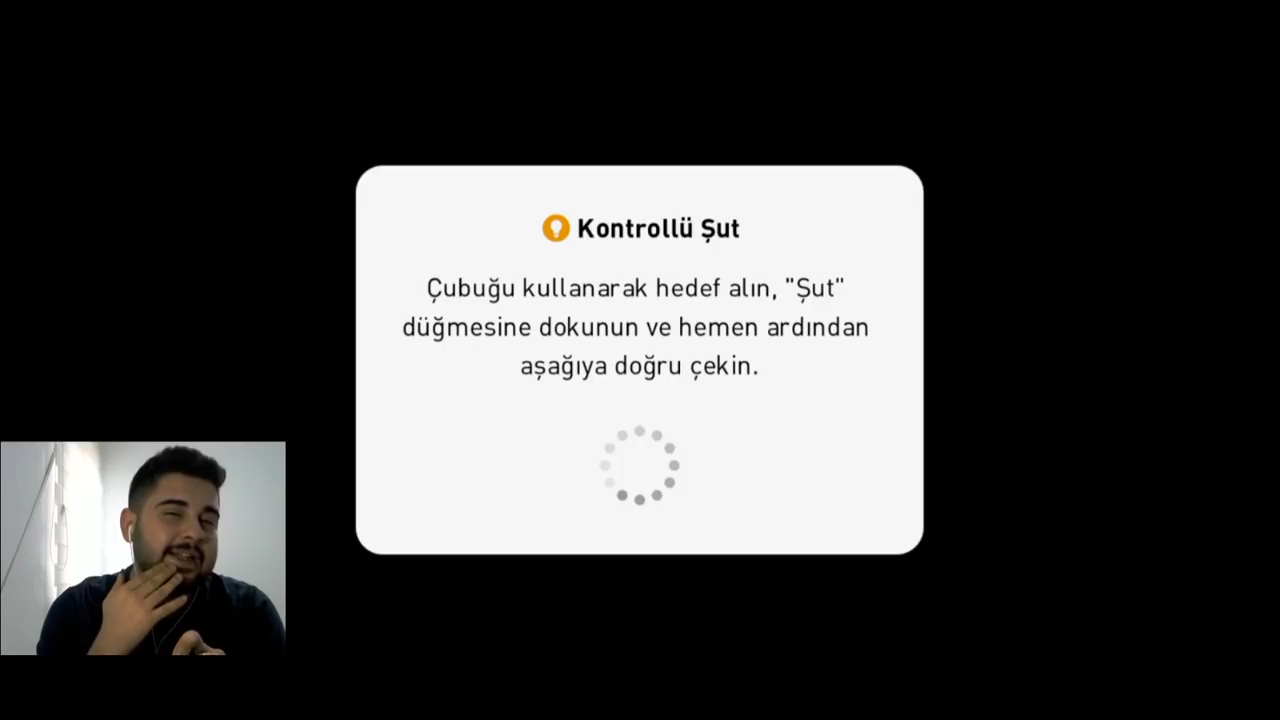 Kontrollü Şut
Çubuğu kullanarak hedef alın, "Şut"
düğmesine dokunun ve hemen ardından
aşağıya doğru çekin.